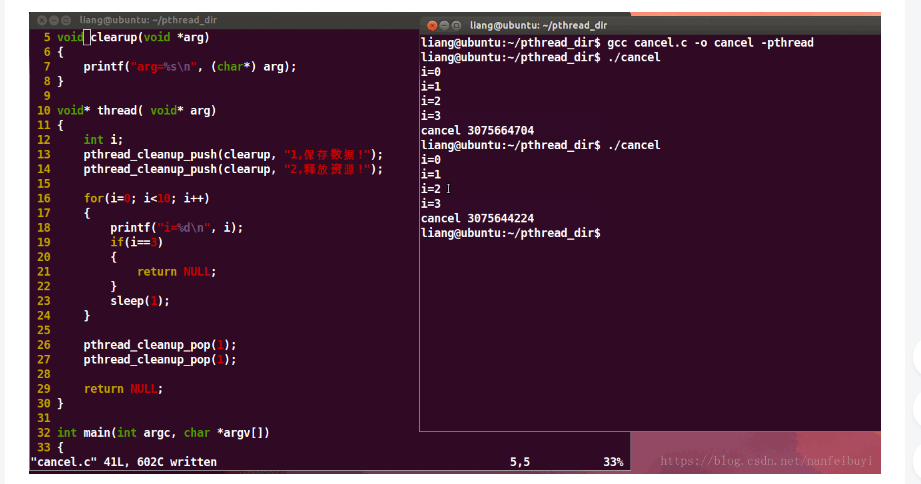 liang@ubuntu: ~/pthread_dir
5 void clearup(void *arg)
6 {
7     printf("arg=%s\n", (char*) arg);
8 }
9
10 void* thread( void* arg)
11 {
12     int i;
13     pthread_cleanup_push(clearup, "1,保存数据!");
14     pthread_cleanup_push(clearup, "2,释放资源!");
15
16     for(i=0; i<10; i++)
17     {
18         printf("i=%d\n", i);
19         if(i==3)
20         {
21             return NULL;
22         }
23         sleep(1);
24     }
25
26     pthread_cleanup_pop(1);
27     pthread_cleanup_pop(1);
28
29     return NULL;
30 }
31
32 int main(int argc, char *argv[])
33 {
"cancel.c" 41L, 602C written 5,5 33%
liang@ubuntu: ~/pthread_dir
liang@ubuntu:~/pthread_dir$ gcc cancel.c -o cancel -pthread
liang@ubuntu:~/pthread_dir$ ./cancel
i=0
i=1
i=2
i=3
cancel 3075664704
liang@ubuntu:~/pthread_dir$ ./cancel
i=0
i=1
i=2
i=3
cancel 3075644224
liang@ubuntu:~/pthread_dir$
https://blog.csdn.net/nanfeibuyi